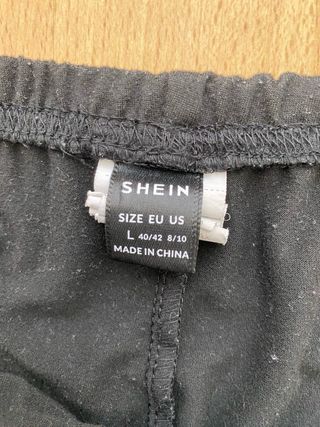 SHEIN
SIZE EU US
L 40/42 8/10
MADE IN CHINA